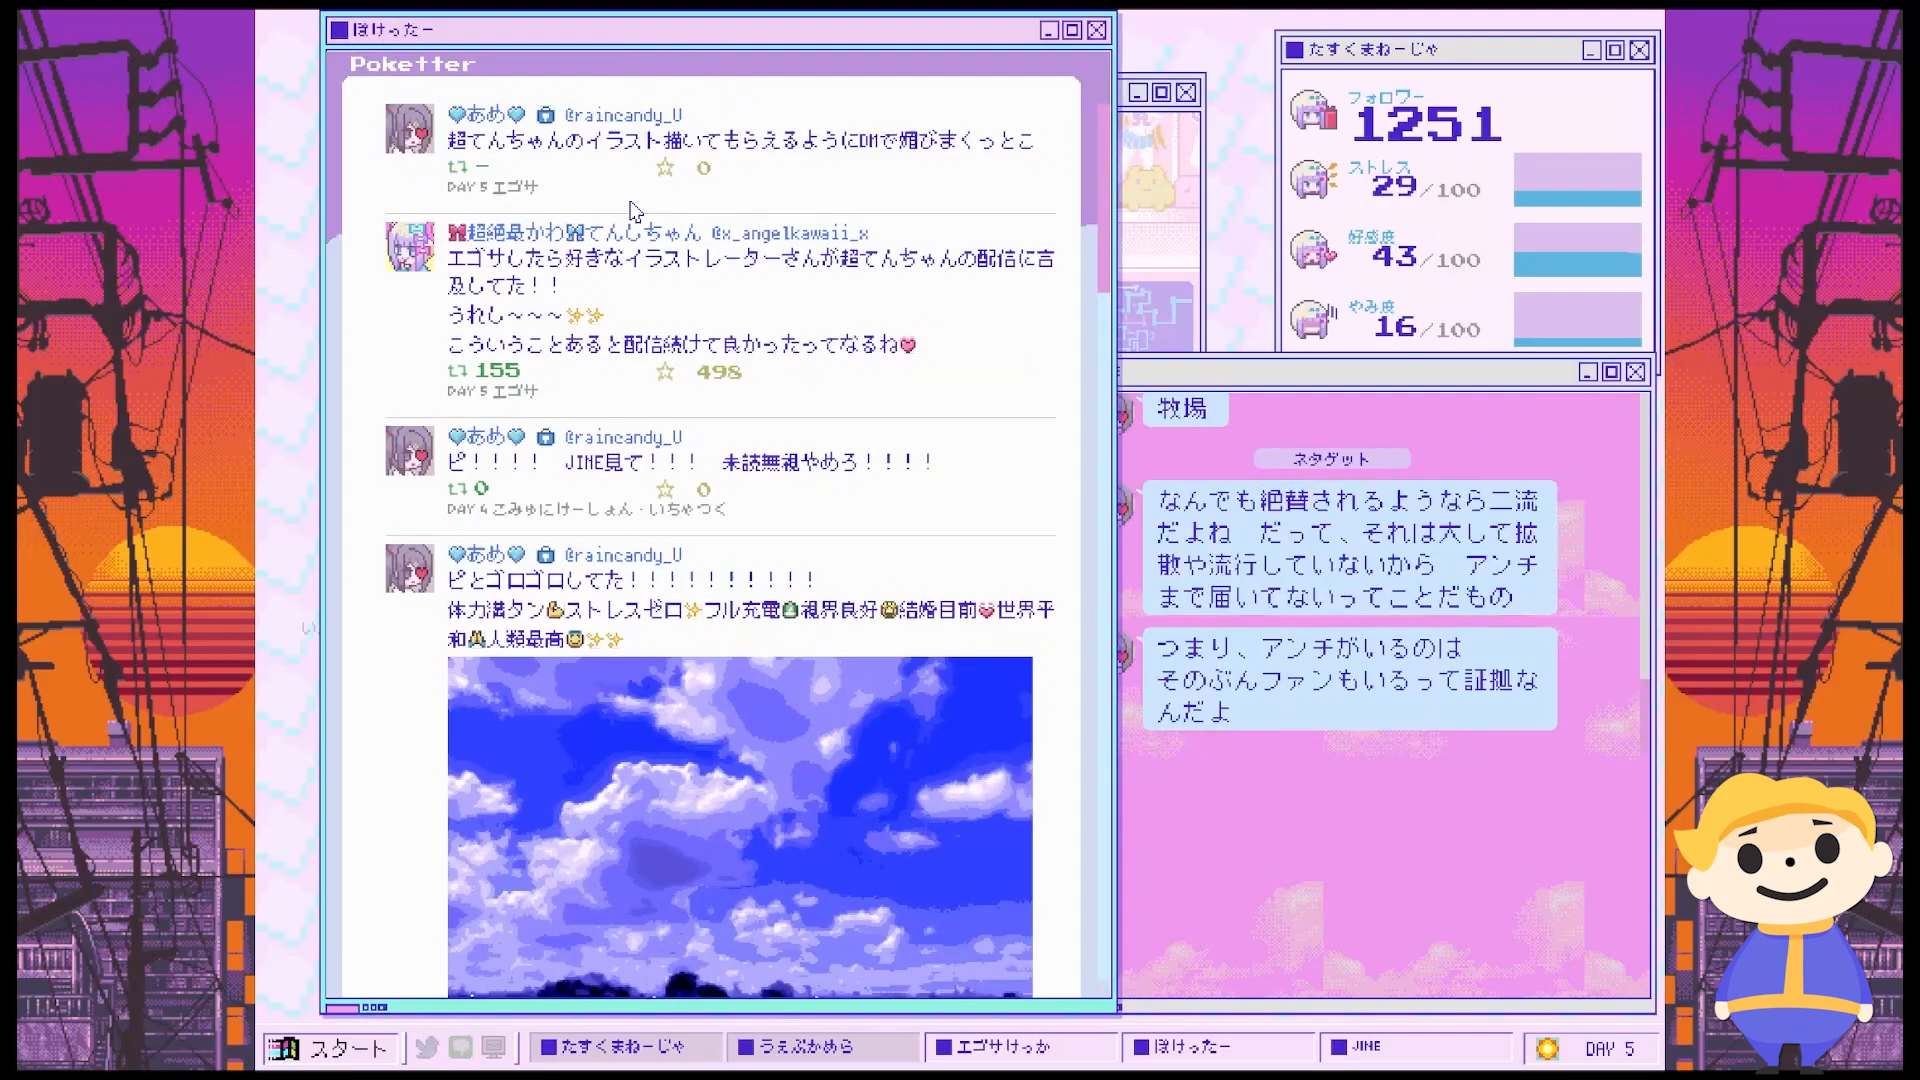 ぽけったー
Poketter
あめ @raincandy_U
超てんちゃんのイラスト描いてもらえるようにDMで媚びまくっとこ
ー 0
DAY 5 エゴサ
超絶最かわてんしちゃん @x_angelkawaii_x
エゴサしたら好きなイラストレーターさんが超てんちゃんの配信に言
及してた！！
うれし～～～✨✨
こういうことあると配信続けて良かったってなるね
155 498
DAY 5 エゴサ
あめ @raincandy_U
ピ！！！！ JINE見て！！！ 未読無視やめろ！！！！
0 0
DAY 4 こみゅにけーしょん・いちゃつく
あめ @raincandy_U
ピとゴロゴロしてた！！！！！！！！！！
体力満タン💪ストレスゼロ✨フル充電視界良好結婚目前世界平
和人類最高✨✨
たすくまねーじゃ
フォロワー
1251
ストレス
29/100
好感度
43/100
やみ度
16/100
牧場
ネタゲット
なんでも絶賛されるようなら二流
だよね だって、それは大して拡
散や流行していないから アンチ
まで届いてないってことだもの
つまり、アンチがいるのは
そのぶんファンもいるって証拠な
んだよ
い
スタート
たすくまねーじゃ
うぇぶかめら
エゴサけっか
ぽけったー
JINE
DAY 5